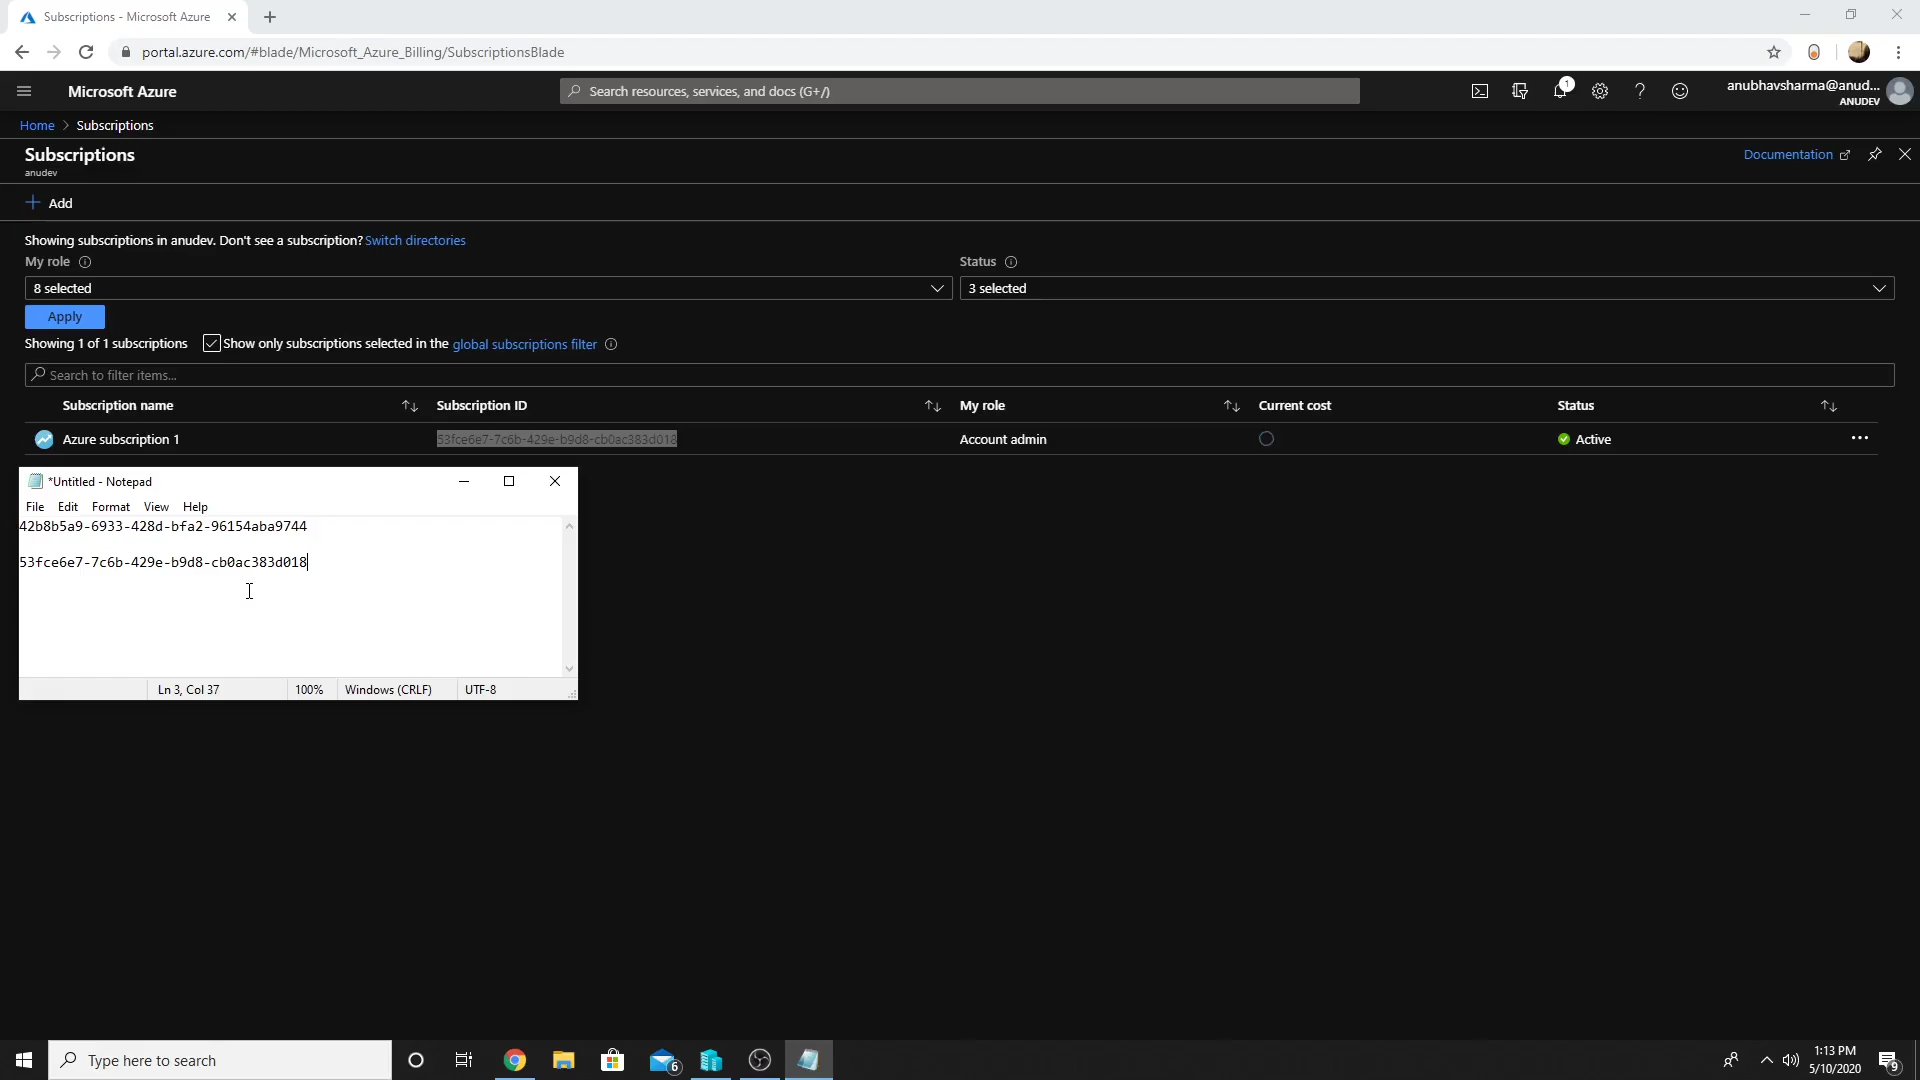 Subscriptions - Microsoft Azure
portal.azure.com/#blade/Microsoft_Azure_Billing/SubscriptionsBlade
Microsoft Azure
Search resources, services, and docs (G+/)
1
anubhavsharma@anud...
ANUDEV
Home > Subscriptions
Subscriptions
anudev
Documentation
Add
Showing subscriptions in anudev. Don't see a subscription? Switch directories
My role
Status
8 selected
3 selected
Apply
Showing 1 of 1 subscriptions Show only subscriptions selected in the global subscriptions filter
Search to filter items...
Subscription name Subscription ID My role Current cost Status
Azure subscription 1 53fce6e7-7c6b-429e-b9d8-cb0ac383d018 Account admin Active
*Untitled - Notepad
File Edit Format View Help
42b8b5a9-6933-428d-bfa2-96154aba9744
53fce6e7-7c6b-429e-b9d8-cb0ac383d018
Ln 3, Col 37 100% Windows (CRLF) UTF-8
Type here to search
6
1:13 PM
5/10/2020
9